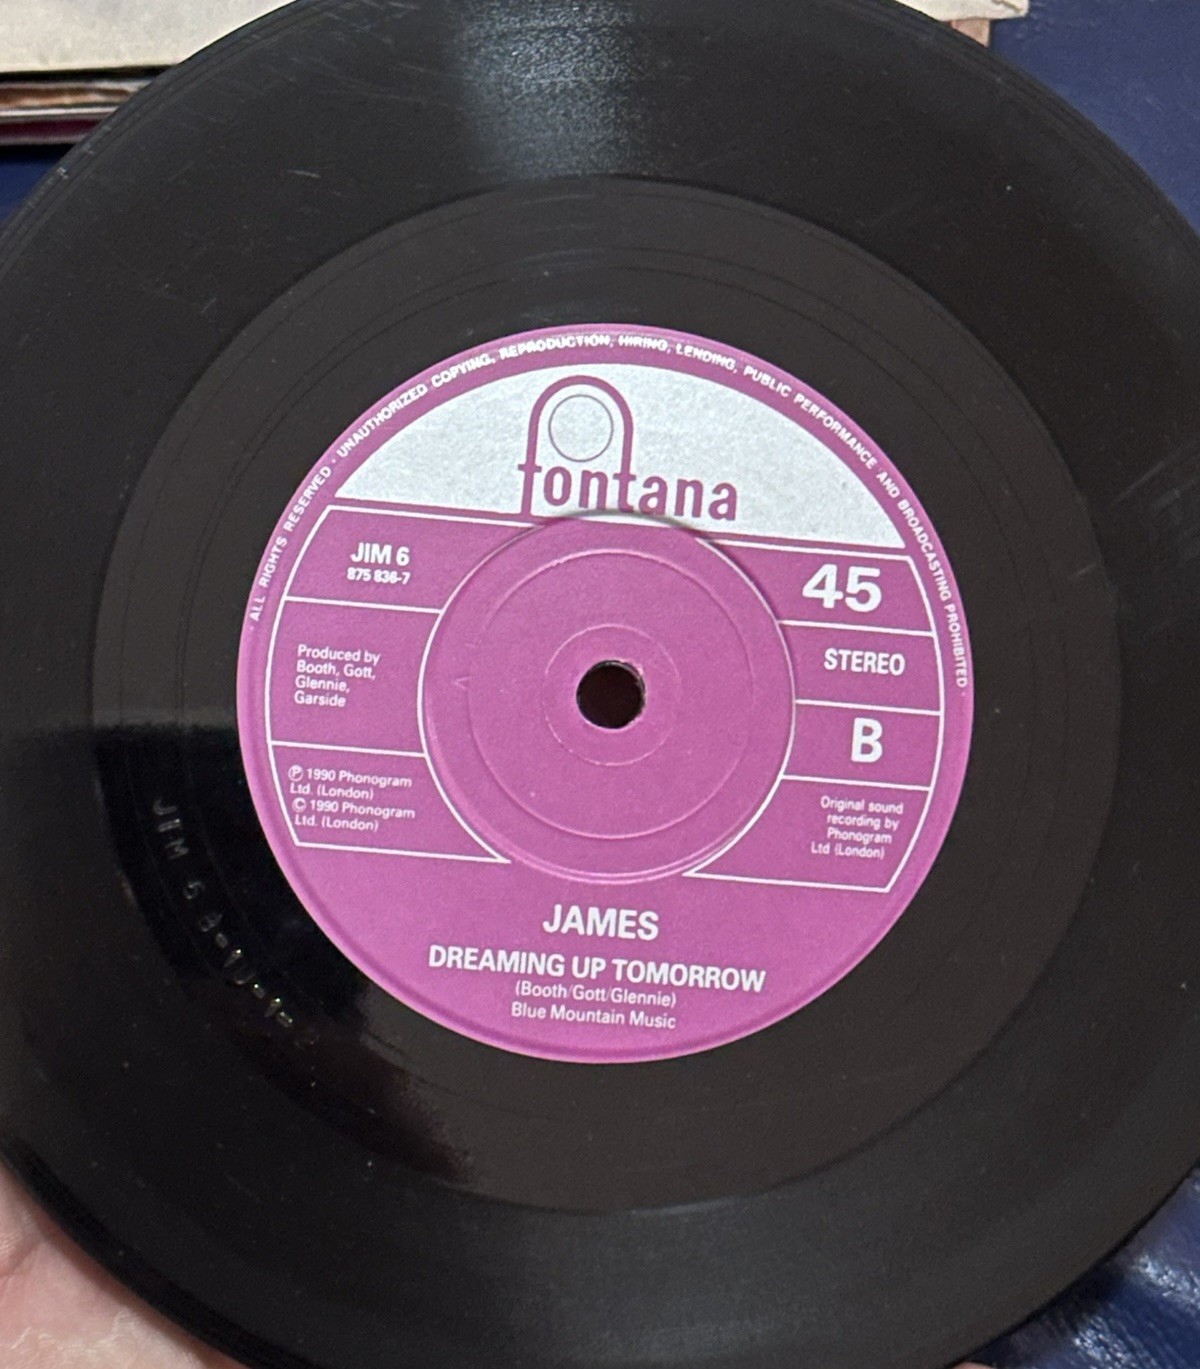 · ALL RIGHTS RESERVED · UNAUTHORIZED COPYING, REPRODUCTION, HIRING, LENDING, PUBLIC PERFORMANCE AND BROADCASTING PROHIBITED ·
fontana
JIM 6
875 836-7
45
STEREO
B
Produced by
Booth, Gott,
Glennie,
Garside
℗ 1990 Phonogram
Ltd. (London)
© 1990 Phonogram
Ltd. (London)
Original sound
recording by
Phonogram
Ltd (London)
JAMES
DREAMING UP TOMORROW
(Booth/Gott/Glennie)
Blue Mountain Music
JIM 6